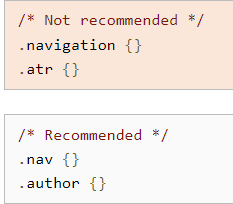 /* Not recommended */
.navigation {}
.atr {}
/* Recommended */
.nav {}
.author {}